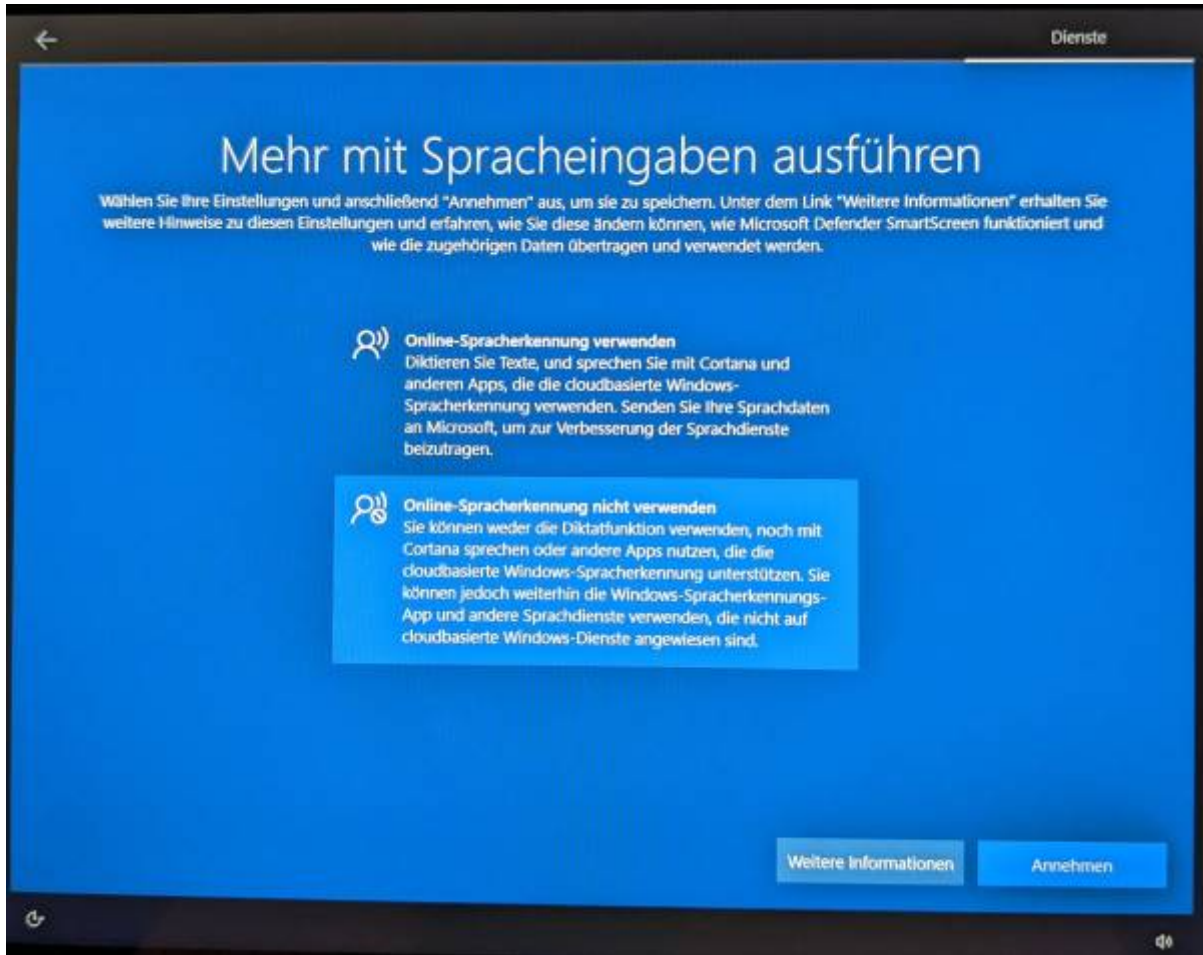 Dienste
Mehr mit Spracheingaben ausführen
Wählen Sie Ihre Einstellungen und anschließend "Annehmen" aus, um sie zu speichern. Unter dem Link "Weitere Informationen" erhalten Sie
weitere Hinweise zu diesen Einstellungen und erfahren, wie Sie diese ändern können, wie Microsoft Defender SmartScreen funktioniert und
wie die zugehörigen Daten übertragen und verwendet werden.
Online-Spracherkennung verwenden
Diktieren Sie Texte, und sprechen Sie mit Cortana und
anderen Apps, die die cloudbasierte Windows-
Spracherkennung verwenden. Senden Sie Ihre Sprachdaten
an Microsoft, um zur Verbesserung der Sprachdienste
beizutragen.
Online-Spracherkennung nicht verwenden
Sie können weder die Diktatfunktion verwenden, noch mit
Cortana sprechen oder andere Apps nutzen, die die
cloudbasierte Windows-Spracherkennung unterstützen. Sie
können jedoch weiterhin die Windows-Spracherkennungs-
App und andere Sprachdienste verwenden, die nicht auf
cloudbasierte Windows-Dienste angewiesen sind.
Weitere Informationen
Annehmen